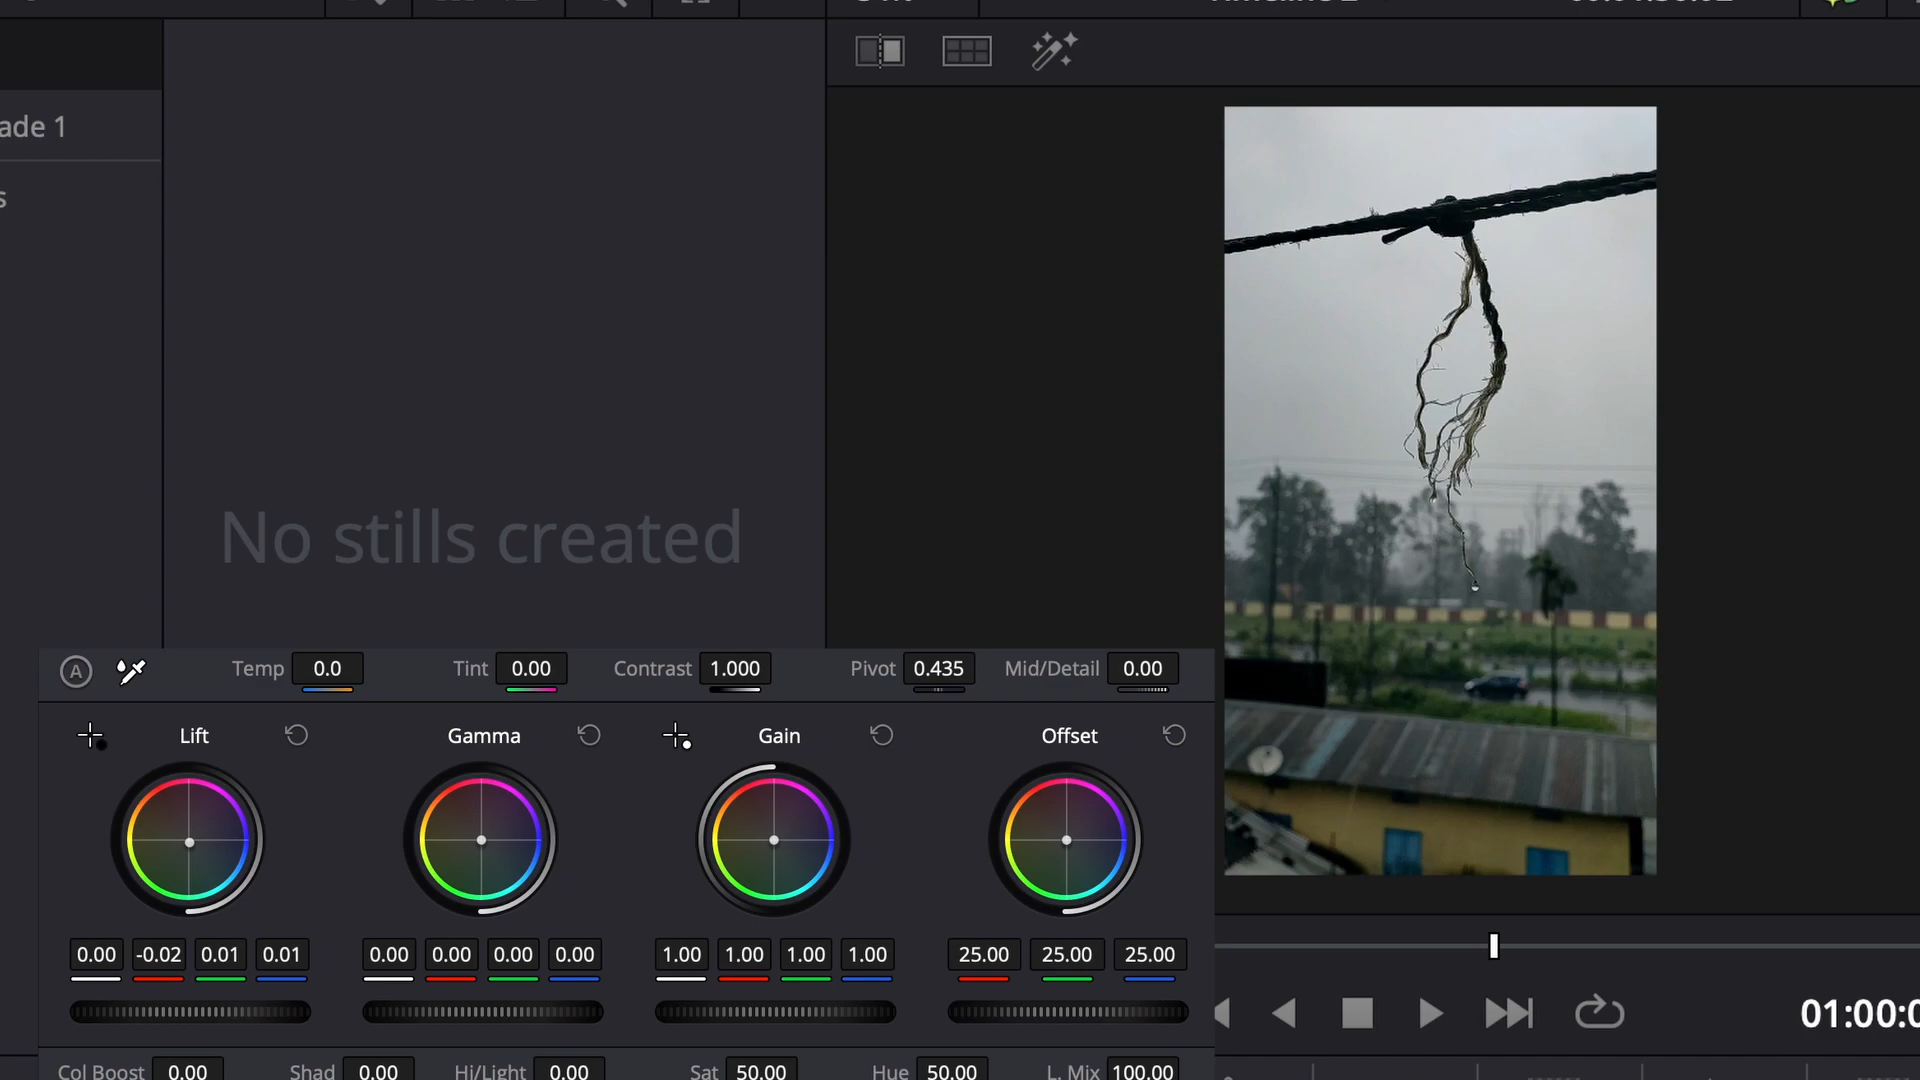 ade 1
s
No stills created
A
Temp 0.0 Tint 0.00 Contrast 1.000 Pivot 0.435 Mid/Detail 0.00
Lift Gamma Gain Offset
0.00 -0.02 0.01 0.01 0.00 0.00 0.00 0.00 1.00 1.00 1.00 1.00 25.00 25.00 25.00
01:00:0
Col Boost 0.00 Shad 0.00 Hi/Light 0.00 Sat 50.00 Hue 50.00 L. Mix 100.00